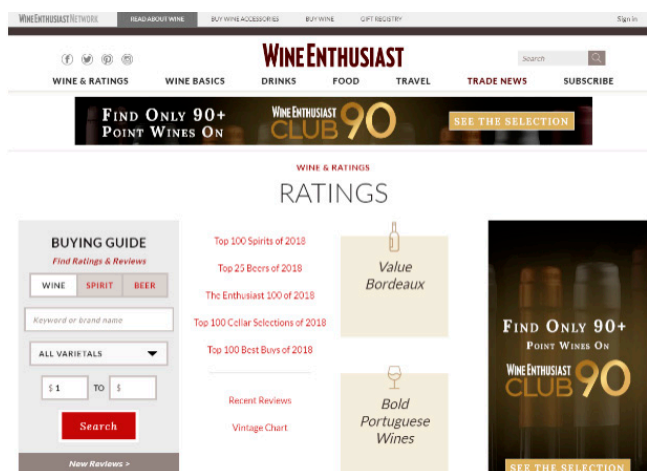 WINE ENTHUSIAST NETWORK READ ABOUT WINE BUY WINE ACCESSORIES BUY WINE GIFT REGISTRY Sign in
WINE ENTHUSIAST
Search
WINE & RATINGS WINE BASICS DRINKS FOOD TRAVEL TRADE NEWS SUBSCRIBE
FIND ONLY 90+
POINT WINES ON
WINE ENTHUSIAST
CLUB 90
SEE THE SELECTION
WINE & RATINGS
RATINGS
BUYING GUIDE
Find Ratings & Reviews
WINE SPIRIT BEER
Keyword or brand name
ALL VARIETALS
$ 1 TO $
Search
New Reviews >
Top 100 Spirits of 2018
Top 25 Beers of 2018
The Enthusiast 100 of 2018
Top 100 Cellar Selections of 2018
Top 100 Best Buys of 2018
Recent Reviews
Vintage Chart
Value
Bordeaux
Bold
Portuguese
Wines
FIND ONLY 90+
POINT WINES ON
WINE ENTHUSIAST
CLUB 90
SEE THE SELECTION